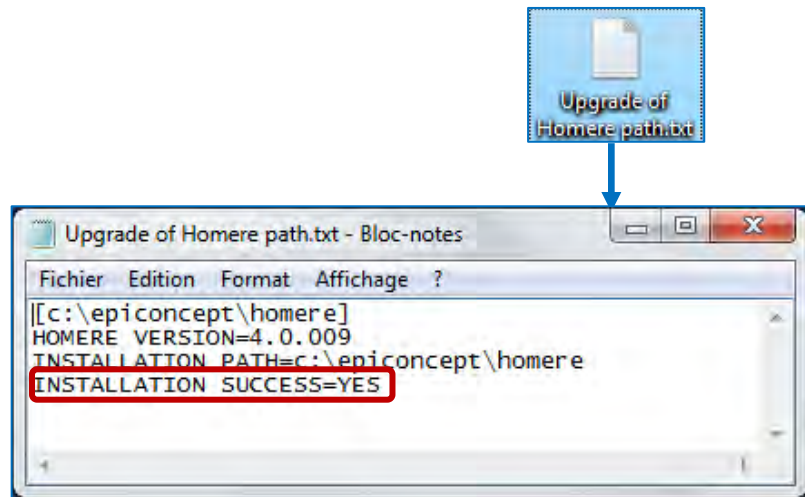 Upgrade of
Homere path.txt
Upgrade of Homere path.txt - Bloc-notes
Fichier Edition Format Affichage ?
[c:\epiconcept\homere]
HOMERE VERSION=4.0.009
INSTALLATION PATH=c:\epiconcept\homere
INSTALLATION SUCCESS=YES